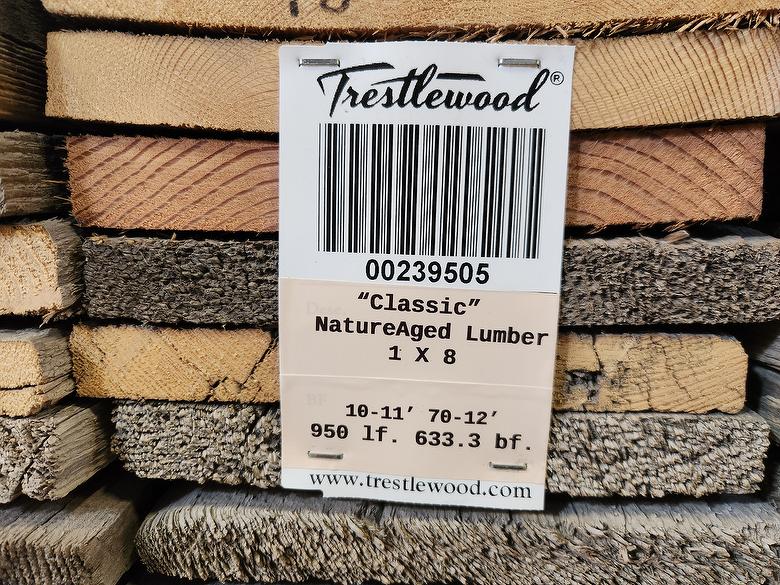 Trestlewood®
00239505
“Classic”
NatureAged Lumber
1 X 8
10-11’ 70-12’
950 lf. 633.3 bf.
www.trestlewood.com